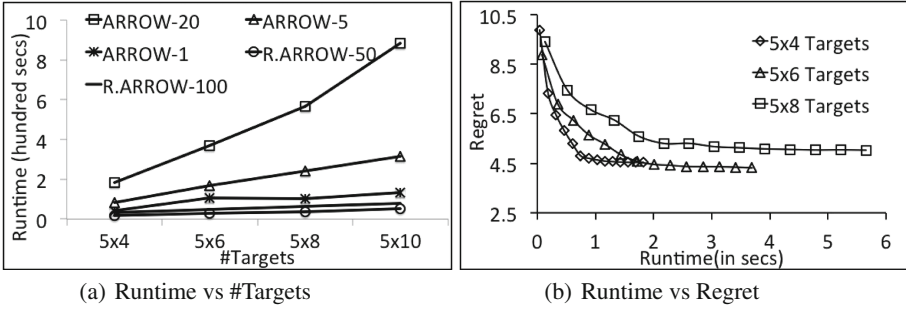 10
8
6
4
2
0
Runtime (hundred secs)
ARROW-20
ARROW-5
ARROW-1
R.ARROW-50
R.ARROW-100
5x4
5x6
5x8
5x10
#Targets
(a) Runtime vs #Targets
10.5
8.5
6.5
4.5
2.5
Regret
5x4 Targets
5x6 Targets
5x8 Targets
0
1
2
3
4
5
6
Runtime(in secs)
(b) Runtime vs Regret